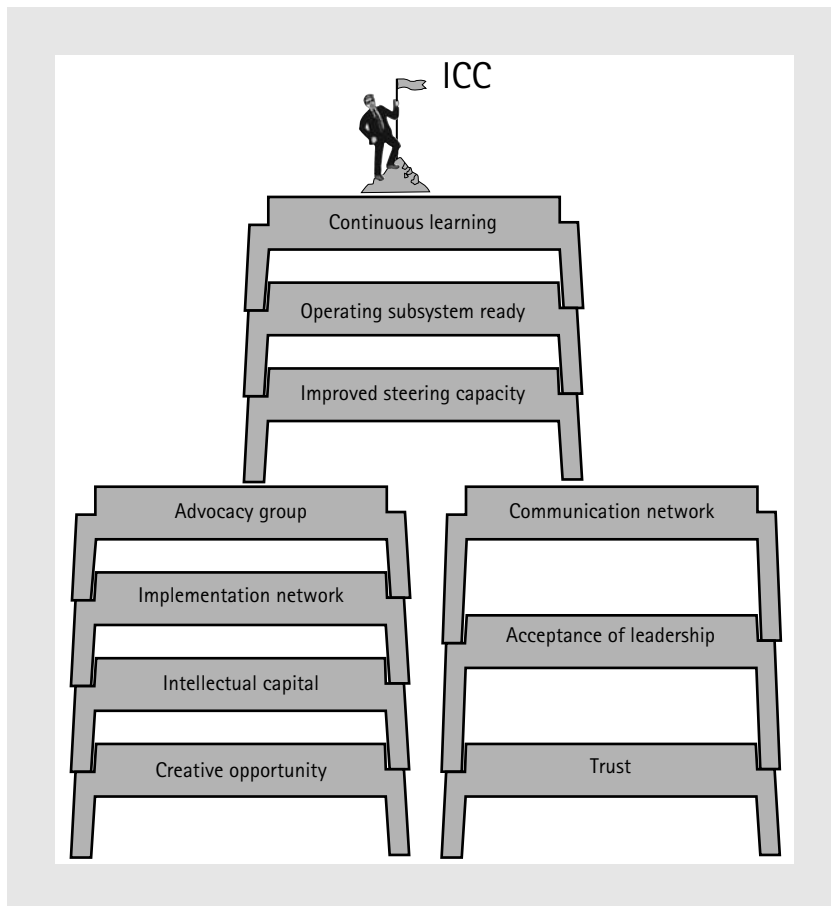 ICC
Continuous learning
Operating subsystem ready
Improved steering capacity
Advocacy group
Implementation network
Intellectual capital
Creative opportunity
Communication network
Acceptance of leadership
Trust